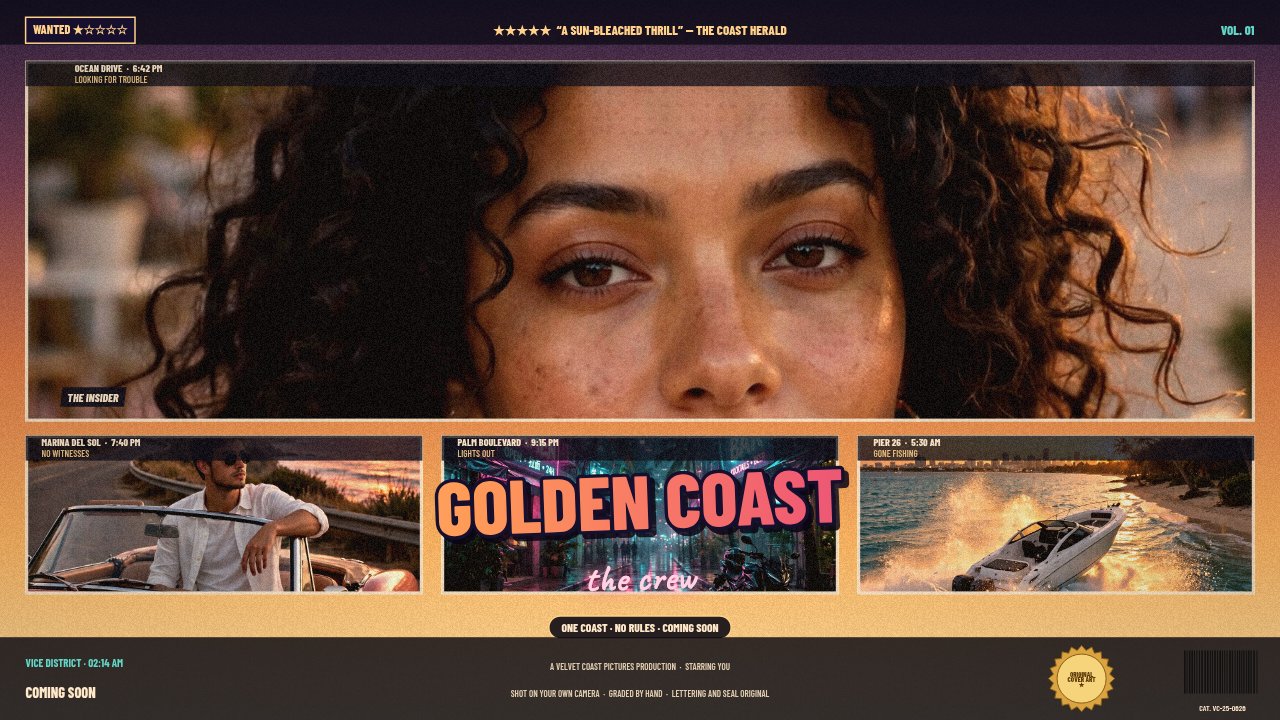 WANTED ★☆☆☆☆☆
★★★★★ "A SUN-BLEACHED THRILL" — THE COAST HERALD
VOL. 01
OCEAN DRIVE · 6:42 PM
LOOKING FOR TROUBLE
THE INSIDER
MARINA DEL SOL · 7:40 PM
NO WITNESSES
PALM BOULEVARD · 9:15 PM
LIGHTS OUT
PIER 26 · 5:30 AM
GONE FISHING
GOLDEN COAST
the crew
ONE COAST · NO RULES · COMING SOON
VICE DISTRICT · 02:14 AM
COMING SOON
A VELVET COAST PICTURES PRODUCTION · STARRING YOU
SHOT ON YOUR OWN CAMERA · GRADED BY HAND · LETTERING AND SEAL ORIGINAL
ORIGINAL
COVER ART
★
CAT. VC-25-0626